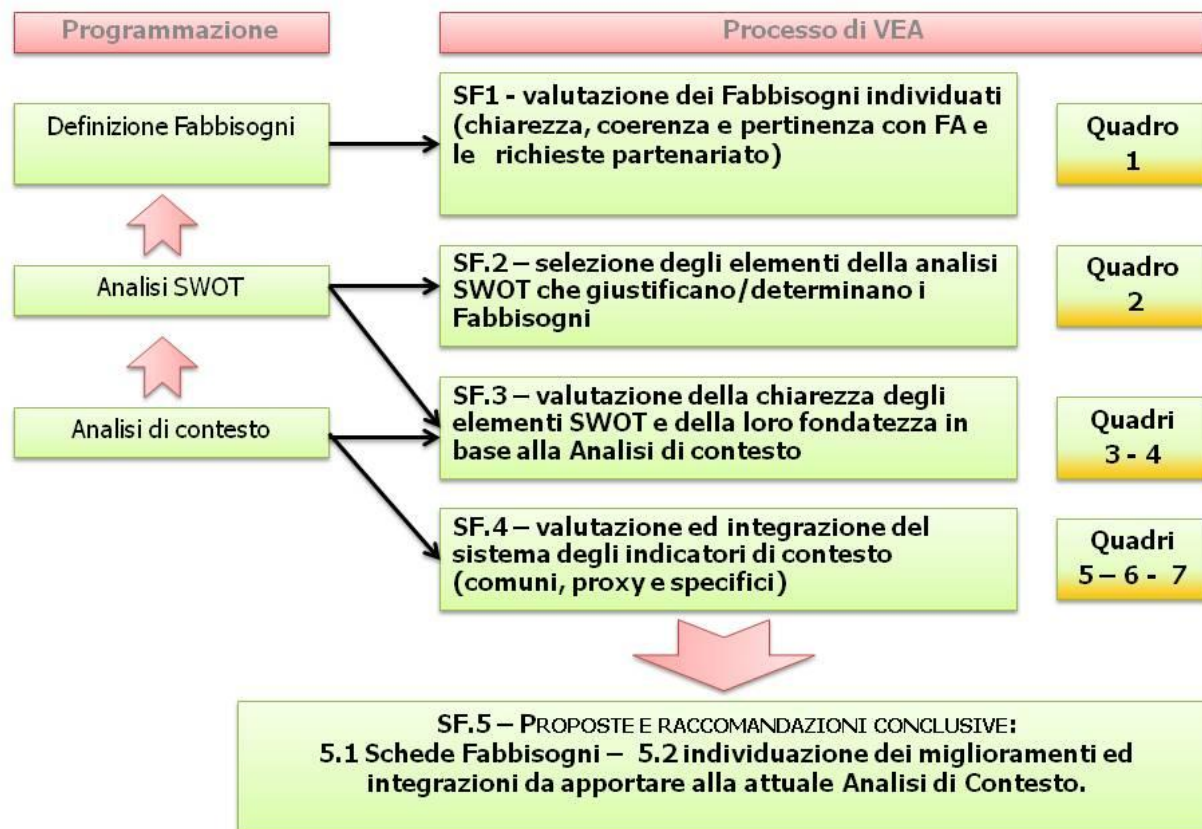 Programmazione
Processo di VEA
Definizione Fabbisogni
SF1 - valutazione dei Fabbisogni individuati
(chiarezza, coerenza e pertinenza con FA e
le richieste partenariato)
Quadro
1
Analisi SWOT
SF.2 – selezione degli elementi della analisi
SWOT che giustificano/determinano i
Fabbisogni
Quadro
2
Analisi di contesto
SF.3 – valutazione della chiarezza degli
elementi SWOT e della loro fondatezza in
base alla Analisi di contesto
Quadri
3 - 4
SF.4 – valutazione ed integrazione del
sistema degli indicatori di contesto
(comuni, proxy e specifici)
Quadri
5 – 6 - 7
SF.5 – PROPOSTE E RACCOMANDAZIONI CONCLUSIVE:
5.1 Schede Fabbisogni – 5.2 individuazione dei miglioramenti ed
integrazioni da apportare alla attuale Analisi di Contesto.